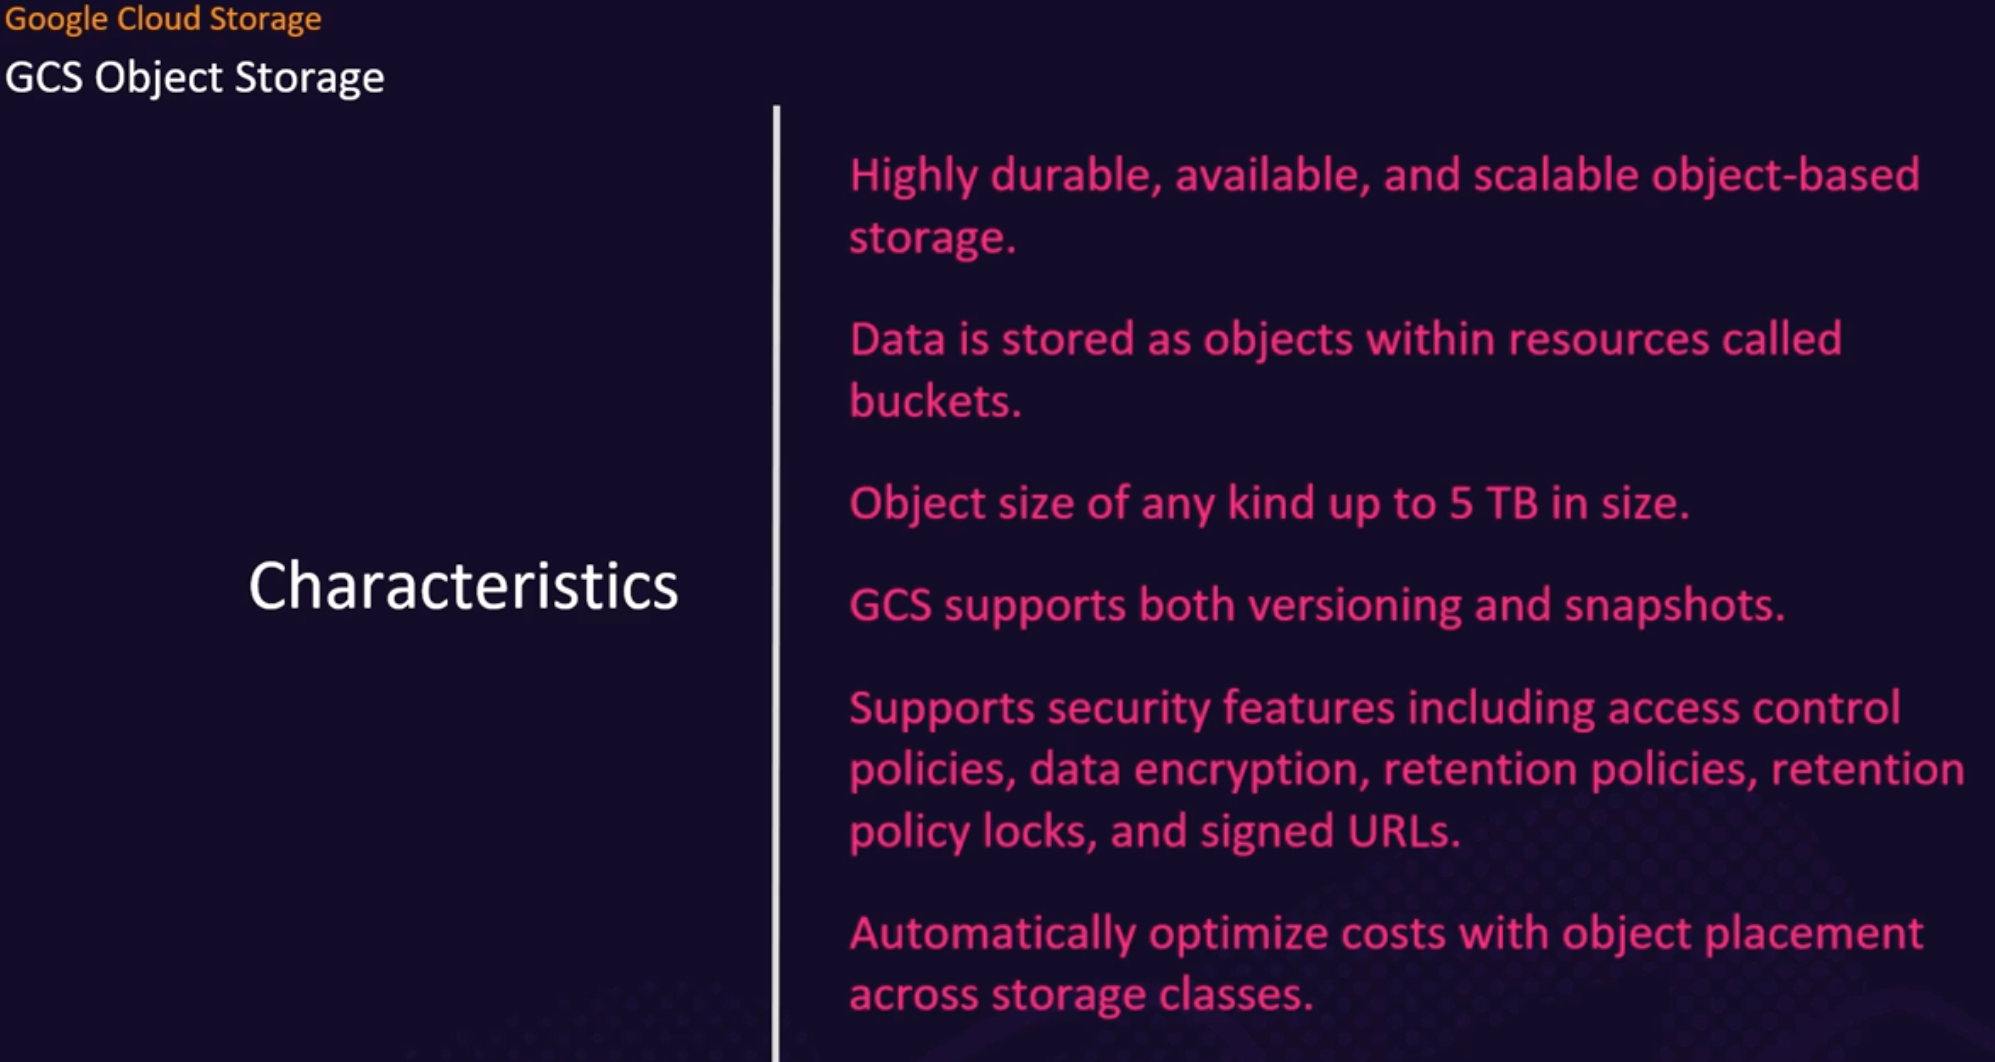 Google Cloud Storage
GCS Object Storage
Characteristics
Highly durable, available, and scalable object-based
storage.
Data is stored as objects within resources called
buckets.
Object size of any kind up to 5 TB in size.
GCS supports both versioning and snapshots.
Supports security features including access control
policies, data encryption, retention policies, retention
policy locks, and signed URLs.
Automatically optimize costs with object placement
across storage classes.